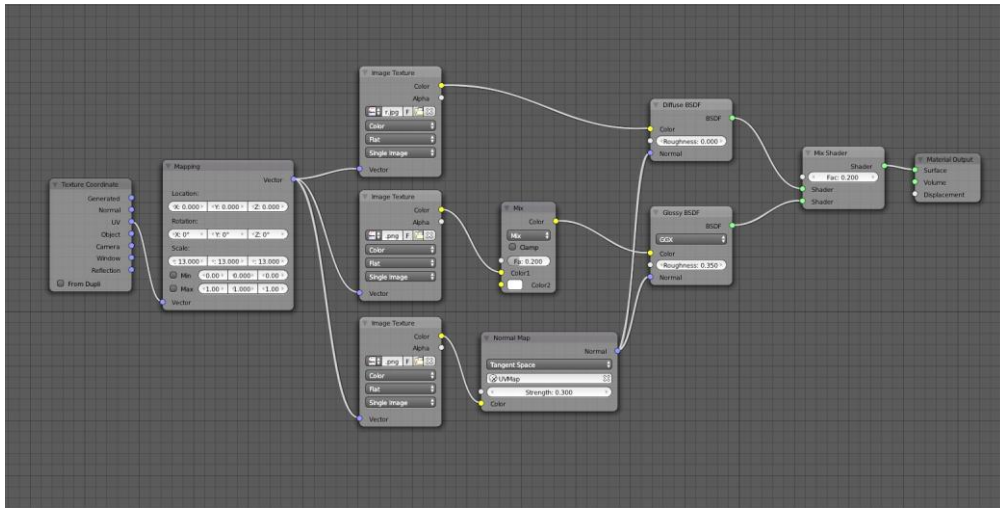 Texture Coordinate
Generated
Normal
UV
Object
Camera
Window
Reflection
From Dupli
Mapping
Vector
Location:
X: 0.000 Y: 0.000 Z: 0.000
Rotation:
X: 0° Y: 0° Z: 0°
Scale:
13.000 13.000 13.000
Min 0.00 0.000 0.00
Max 1.00 1.000 1.00
Vector
Image Texture
Color
Alpha
r.jpg F
Color
Flat
Single Image
Vector
Image Texture
Color
Alpha
.png F
Color
Flat
Single Image
Vector
Image Texture
Color
Alpha
.png F
Color
Flat
Single Image
Vector
Mix
Color
Mix
Clamp
0.200
Color1
Color2
Normal Map
Normal
Tangent Space
UVMap
Strength: 0.300
Color
Diffuse BSDF
BSDF
Color
Roughness: 0.000
Normal
Glossy BSDF
BSDF
GGX
Color
Roughness: 0.350
Normal
Mix Shader
Shader
Fac: 0.200
Shader
Shader
Material Output
Surface
Volume
Displacement